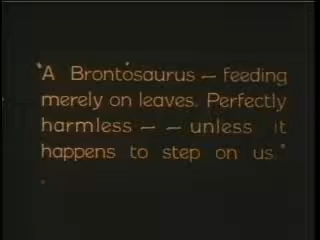 "A Brontosaurus — feeding
merely on leaves. Perfectly
harmless — — unless it
happens to step on us."